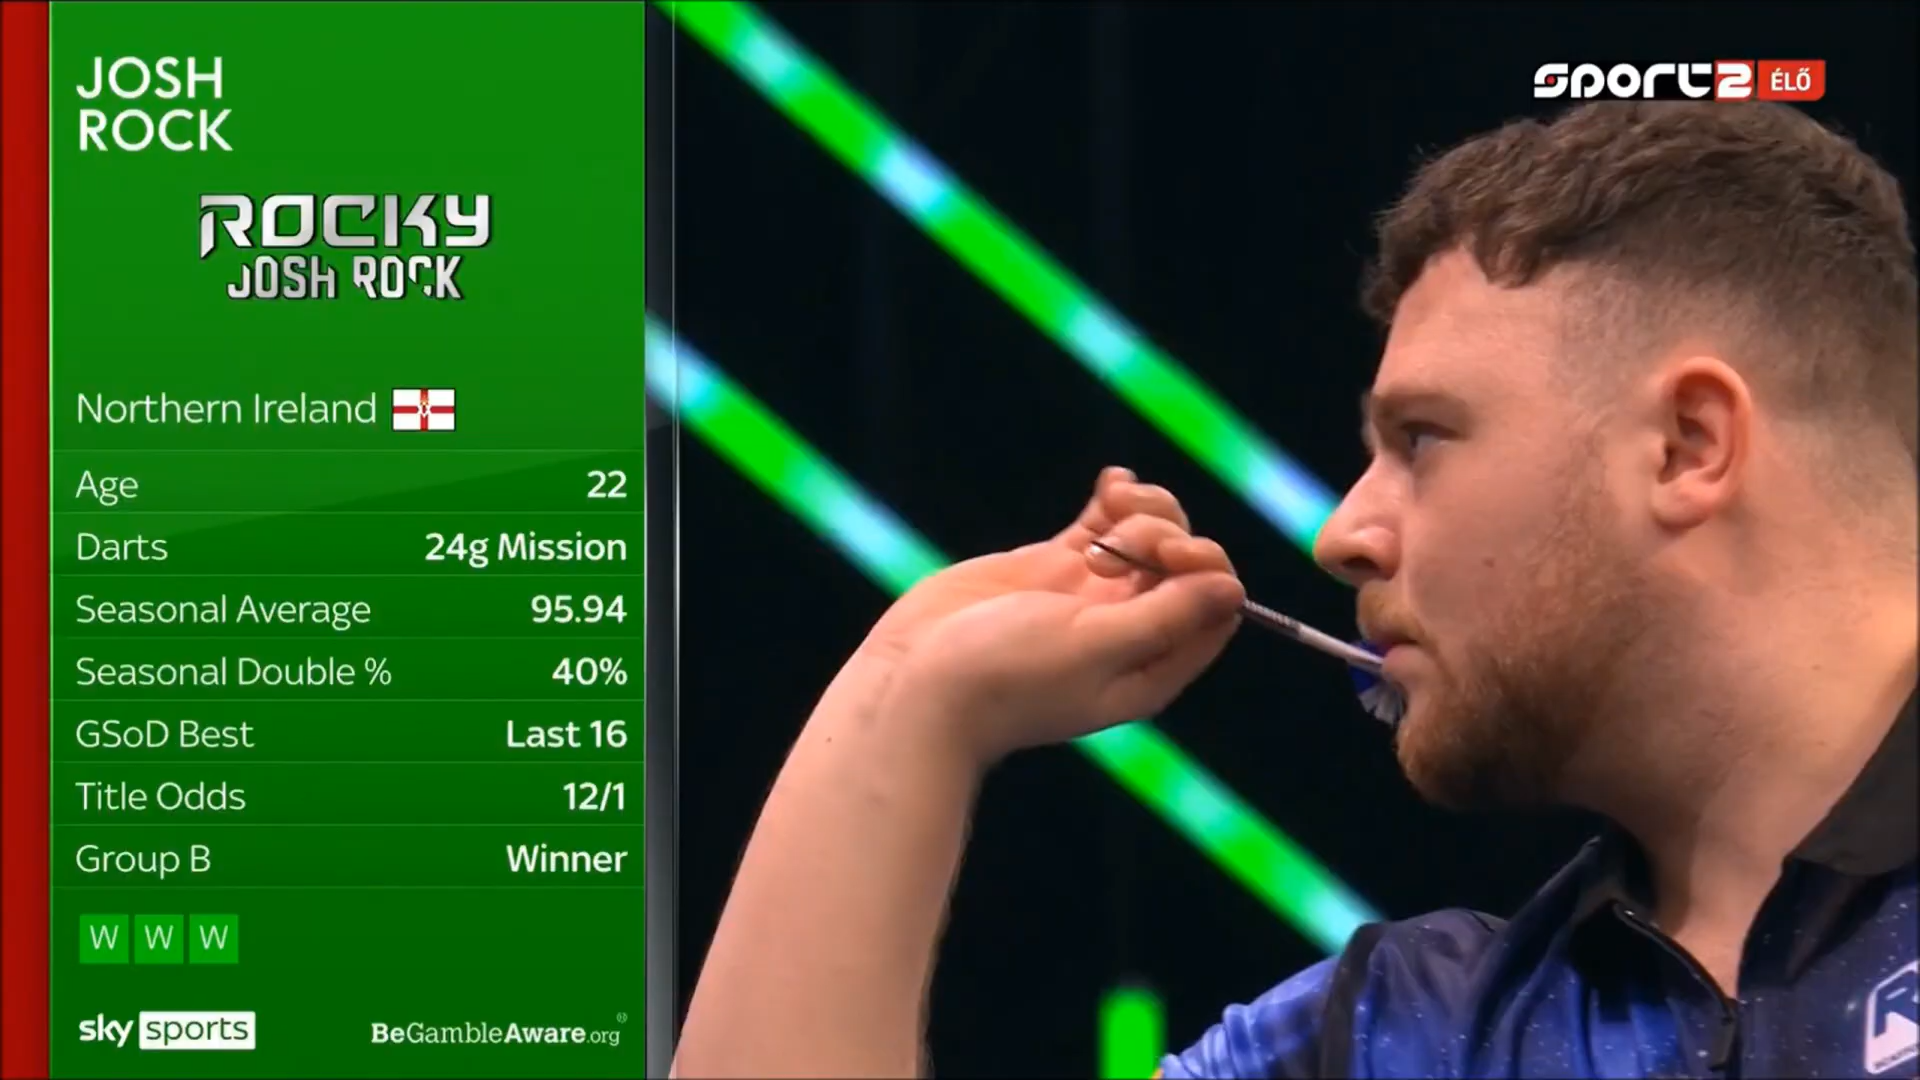 JOSH
ROCK
ROCKY
JOSH ROCK
Northern Ireland
Age 22
Darts 24g Mission
Seasonal Average 95.94
Seasonal Double % 40%
GSoD Best Last 16
Title Odds 12/1
Group B Winner
W W W
sky sports
BeGambleAware.org®
sport2 ÉLŐ